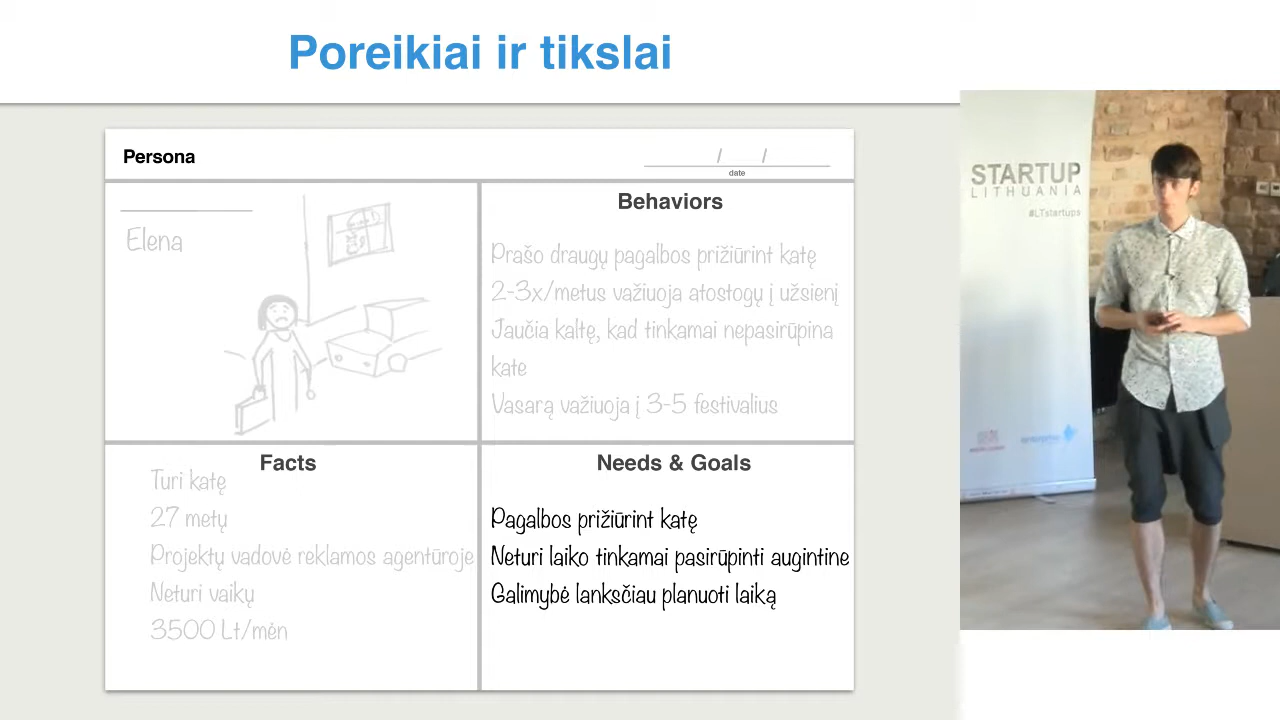 Poreikiai ir tikslai
Persona
/ /
date
Elena
Behaviors
Prašo draugų pagalbos prižiūrint katę
2-3x/metus važiuoja atostogų į užsienį
Jaučia kaltę, kad tinkamai nepasirūpina
kate
Vasarą važiuoja į 3-5 festivalius
Facts
Turi katę
27 metų
Projektų vadovė reklamos agentūroje
Neturi vaikų
3500 Lt/mėn
Needs & Goals
Pagalbos prižiūrint katę
Neturi laiko tinkamai pasirūpinti augintine
Galimybė lanksčiau planuoti laiką
STARTUP
LITHUANIA
#LTstartups